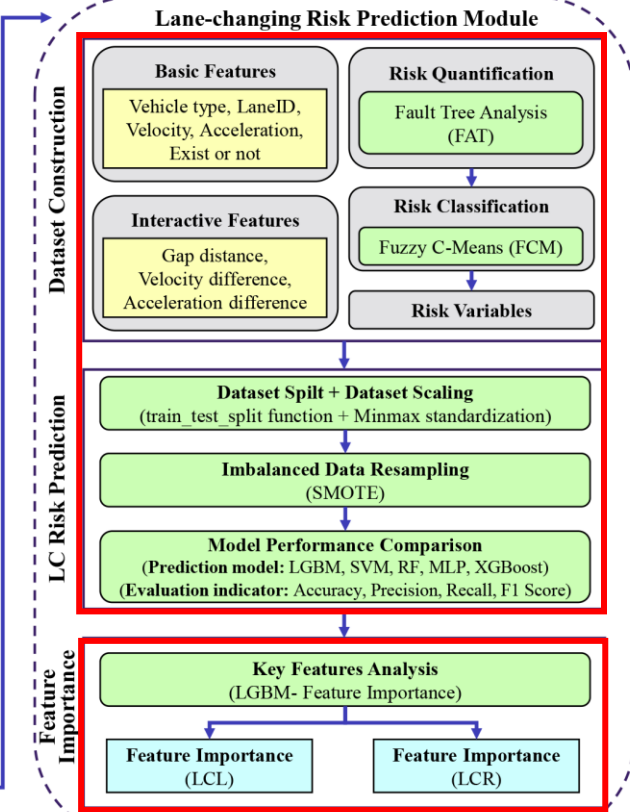 Lane-changing Risk Prediction Module
Dataset Construction
Basic Features
Vehicle type, LaneID,
Velocity, Acceleration,
Exist or not
Interactive Features
Gap distance,
Velocity difference,
Acceleration difference
Risk Quantification
Fault Tree Analysis
(FAT)
Risk Classification
Fuzzy C-Means (FCM)
Risk Variables
LC Risk Prediction
Dataset Spilt + Dataset Scaling
(train_test_split function + Minmax standardization)
Imbalanced Data Resampling
(SMOTE)
Model Performance Comparison
(Prediction model: LGBM, SVM, RF, MLP, XGBoost)
(Evaluation indicator: Accuracy, Precision, Recall, F1 Score)
Feature
Importance
Key Features Analysis
(LGBM- Feature Importance)
Feature Importance
(LCL)
Feature Importance
(LCR)